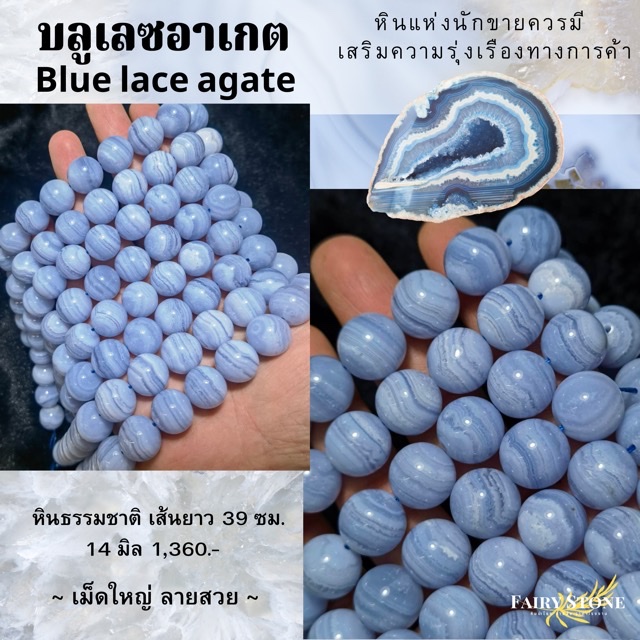 บลูเลซอาเกต
Blue lace agate
หินแห่งนักขายควรมี
เสริมความรุ่งเรืองทางการค้า
หินธรรมชาติ เส้นยาว 39 ซม.
14 มิล 1,360.-
~ เม็ดใหญ่ ลายสวย ~
FAIRY STONE